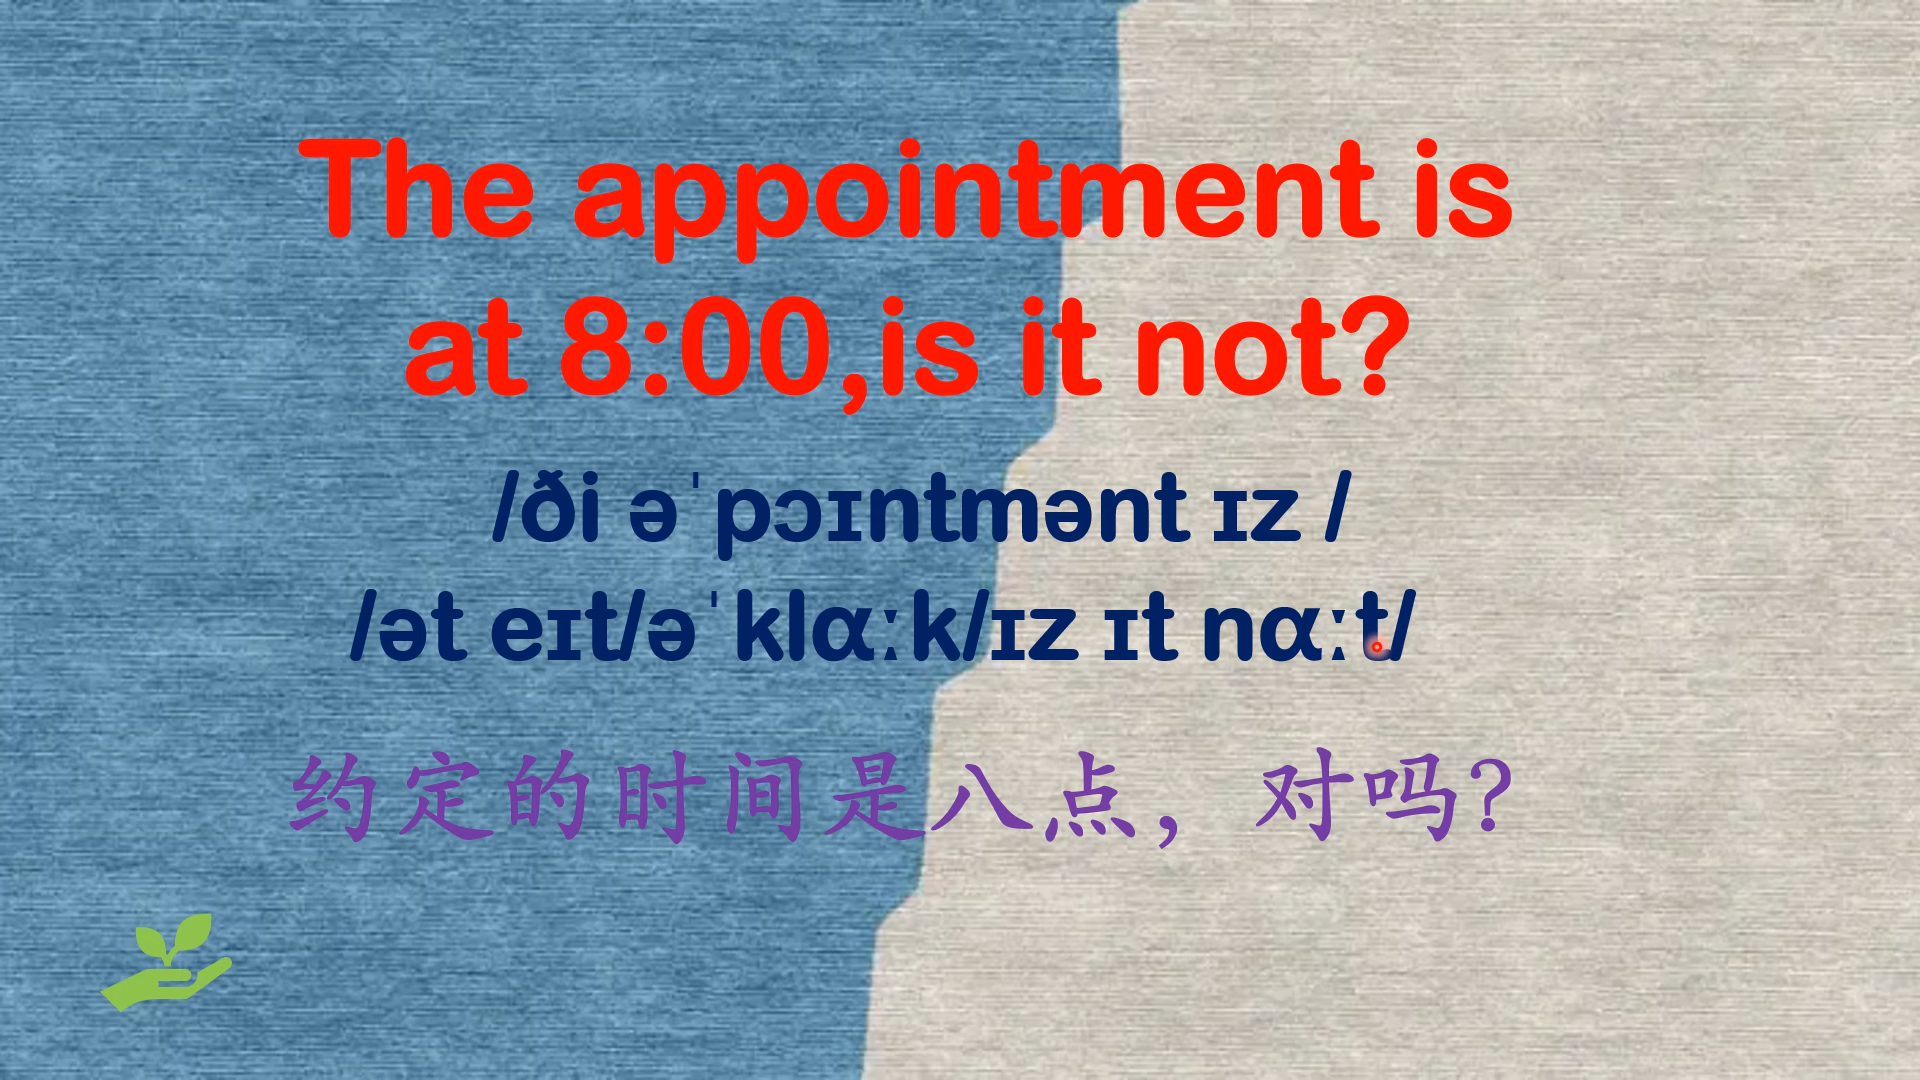 The appointment is
at 8:00,is it not?
/ði əˈpɔɪntmənt ɪz /
/ət eɪt/əˈklɑːk/ɪz ɪt nɑːt/
约定的时间是八点，对吗？